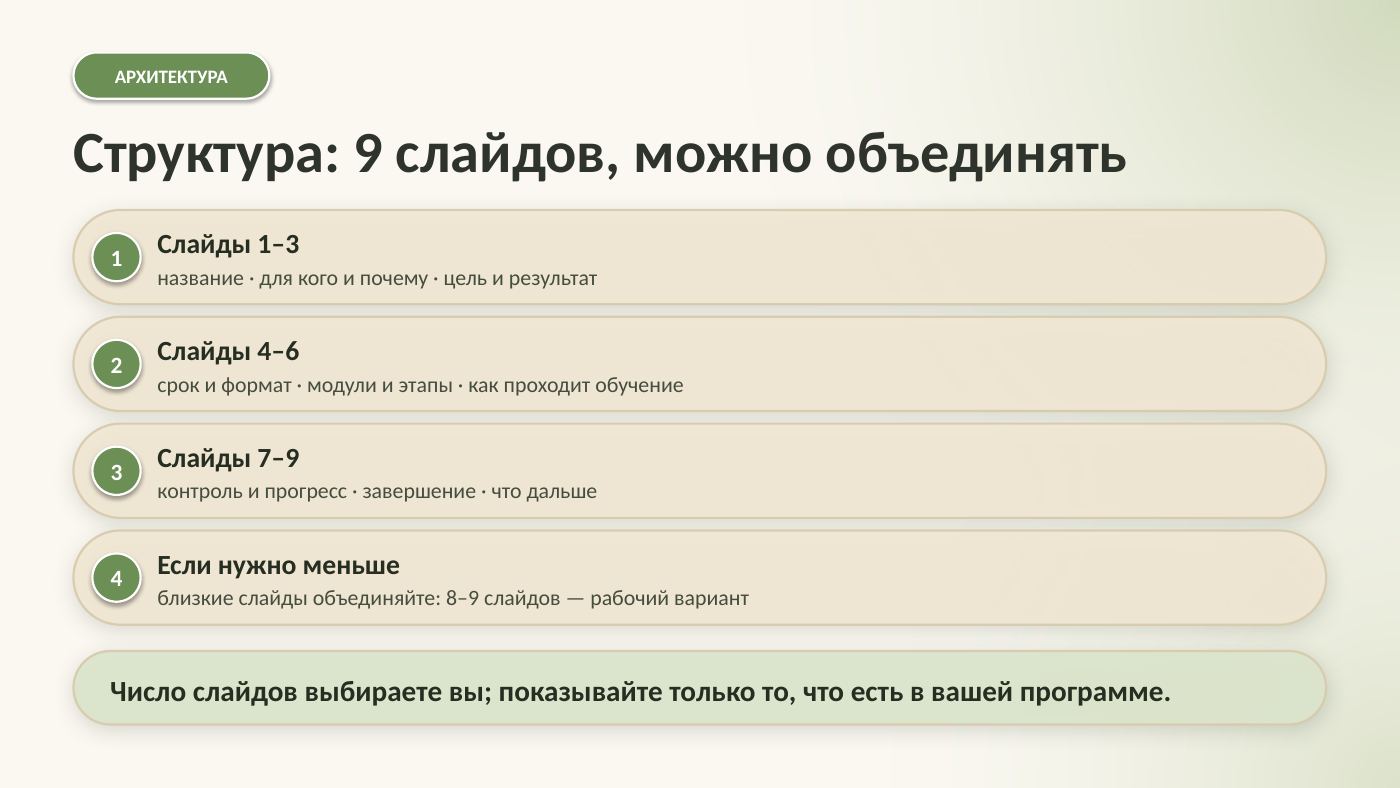 АРХИТЕКТУРА
Структура: 9 слайдов, можно объединять
1
Слайды 1–3
название · для кого и почему · цель и результат
2
Слайды 4–6
срок и формат · модули и этапы · как проходит обучение
3
Слайды 7–9
контроль и прогресс · завершение · что дальше
4
Если нужно меньше
близкие слайды объединяйте: 8–9 слайдов — рабочий вариант
Число слайдов выбираете вы; показывайте только то, что есть в вашей программе.